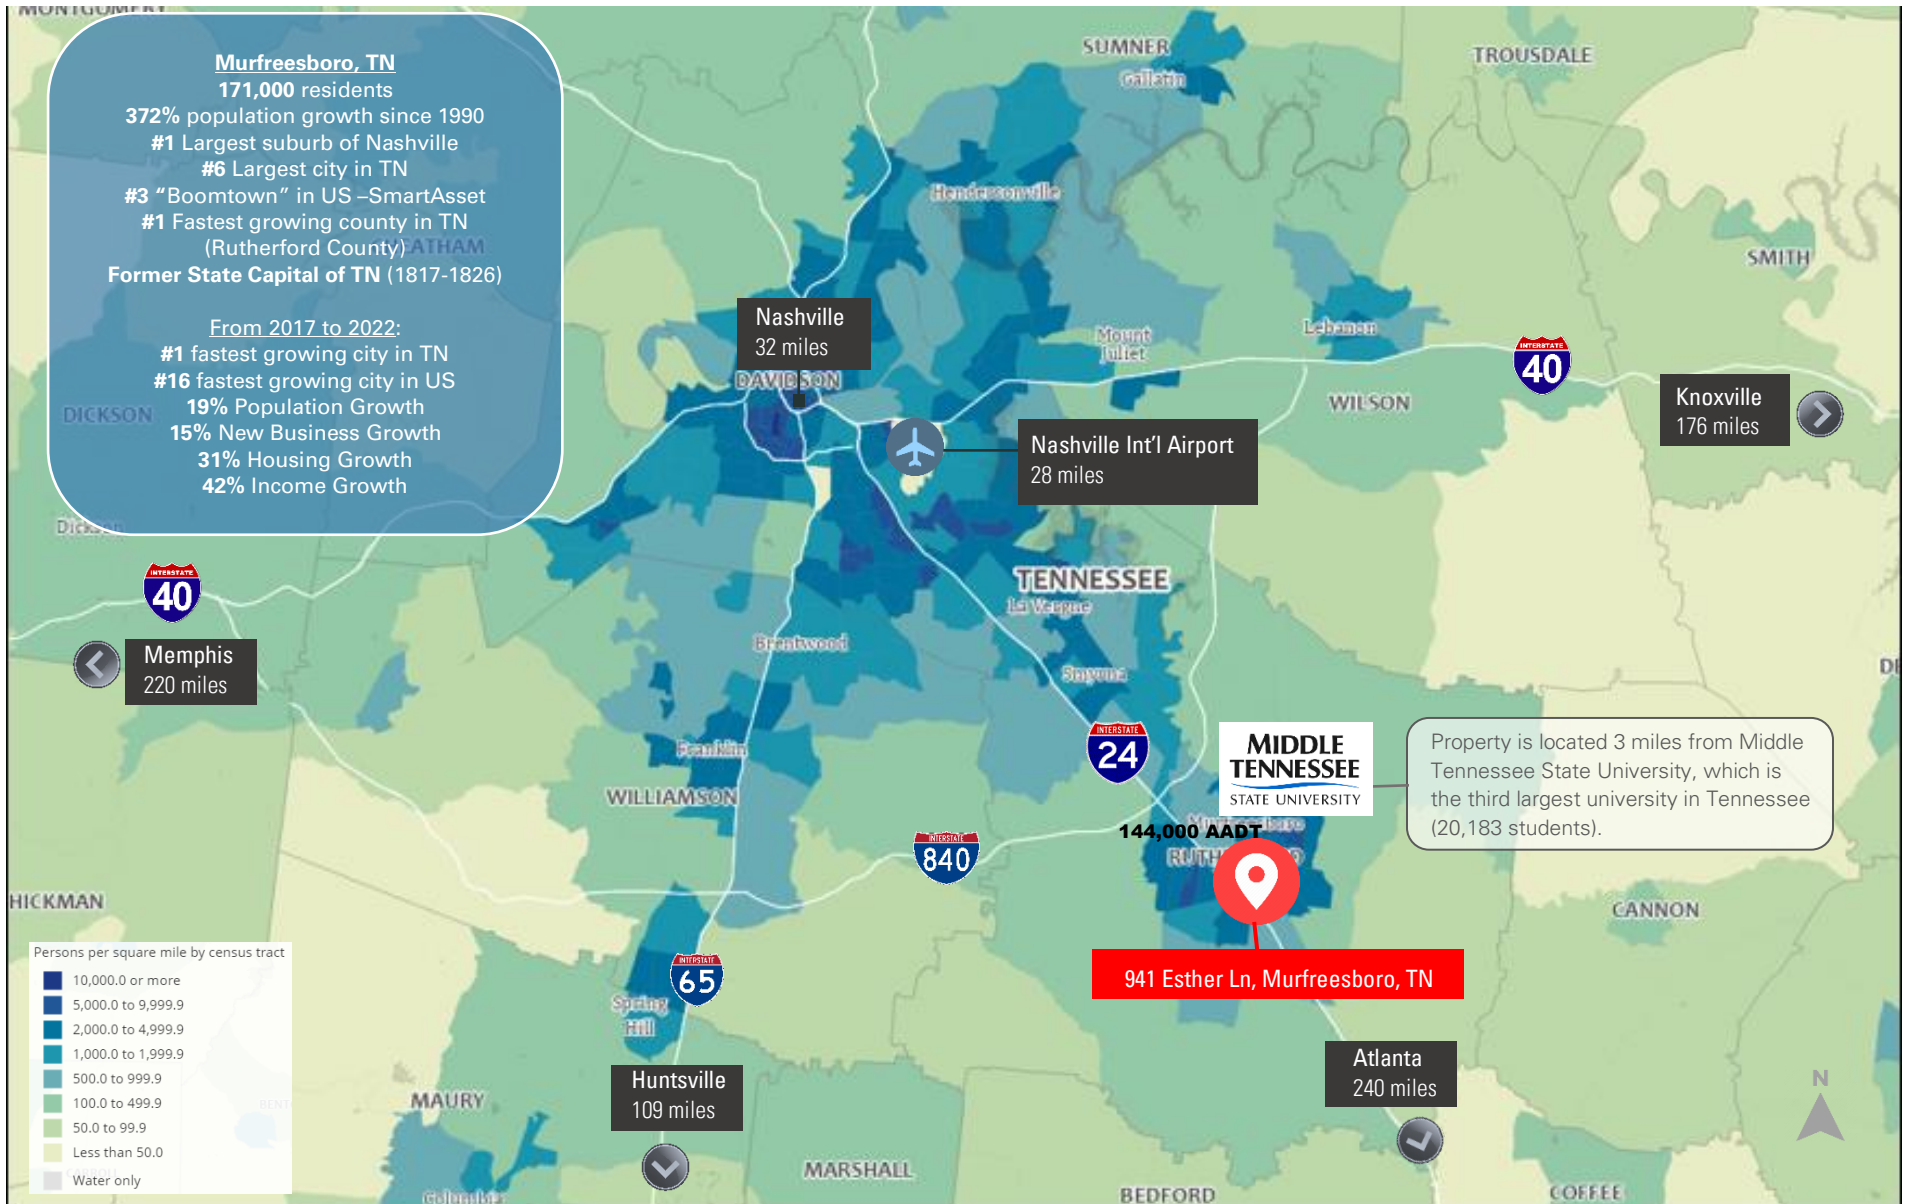 MONTGOMERY
Murfreesboro, TN
171,000 residents
372% population growth since 1990
#1 Largest suburb of Nashville
#6 Largest city in TN
#3 “Boomtown” in US –SmartAsset
#1 Fastest growing county in TN
(Rutherford County)
Former State Capital of TN (1817-1826)
From 2017 to 2022:
#1 fastest growing city in TN
#16 fastest growing city in US
19% Population Growth
15% New Business Growth
31% Housing Growth
42% Income Growth
SUMNER
Gallatin
TROUSDALE
Hendersonville
SMITH
Nashville
32 miles
DAVIDSON
Mount
Juliet
Lebanon
INTERSTATE
40
WILSON
Knoxville
176 miles
DICKSON
Nashville Int’l Airport
28 miles
TENNESSEE
La Vergne
INTERSTATE
40
Memphis
220 miles
Brentwood
Smyrna
Franklin
INTERSTATE
24
MIDDLE
TENNESSEE
STATE UNIVERSITY
Property is located 3 miles from Middle
Tennessee State University, which is
the third largest university in Tennessee
(20,183 students).
WILLIAMSON
Murfreesboro
144,000 AADT
INTERSTATE
840
HICKMAN
CANNON
941 Esther Ln, Murfreesboro, TN
INTERSTATE
65
Spring
Hill
Persons per square mile by census tract
10,000.0 or more
5,000.0 to 9,999.9
2,000.0 to 4,999.9
1,000.0 to 1,999.9
500.0 to 999.9
100.0 to 499.9
50.0 to 99.9
Less than 50.0
Water only
Huntsville
109 miles
Atlanta
240 miles
N
MAURY
MARSHALL
BEDFORD
COFFEE
Columbia